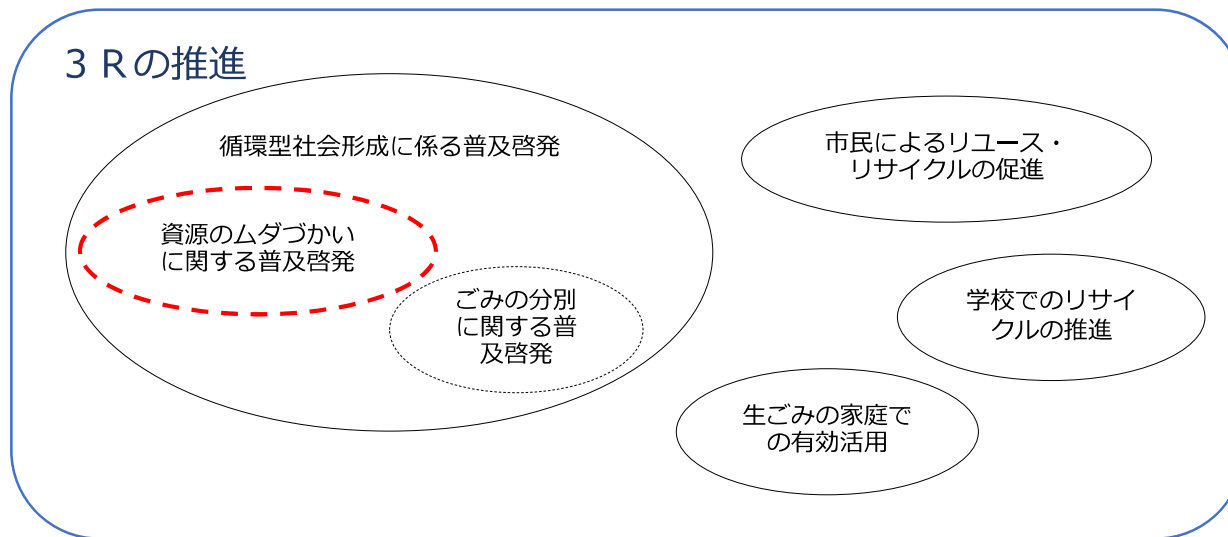 ３Ｒの推進
循環型社会形成に係る普及啓発
資源のムダづかい
に関する普及啓発
ごみの分別
に関する普
及啓発
市民によるリユース・
リサイクルの促進
学校でのリサイ
クルの推進
生ごみの家庭で
の有効活用